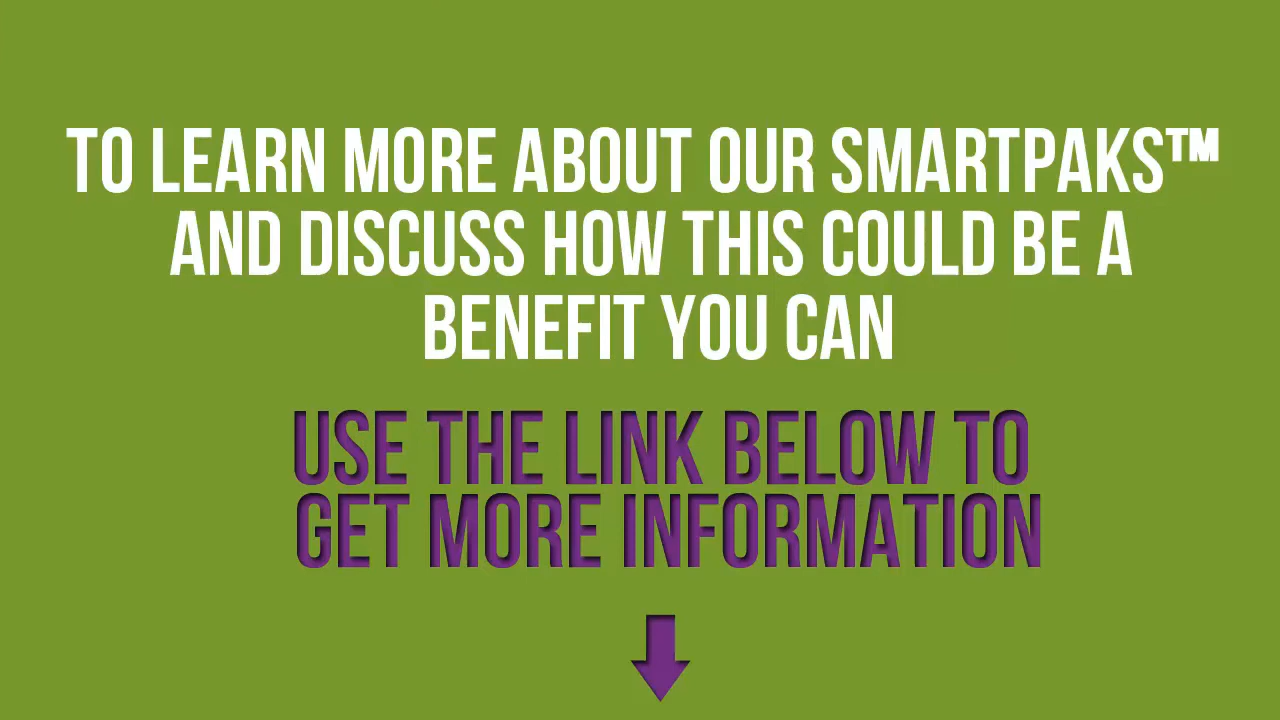 TO LEARN MORE ABOUT OUR SMARTPAKS™
AND DISCUSS HOW THIS COULD BE A
BENEFIT YOU CAN
USE THE LINK BELOW TO
GET MORE INFORMATION